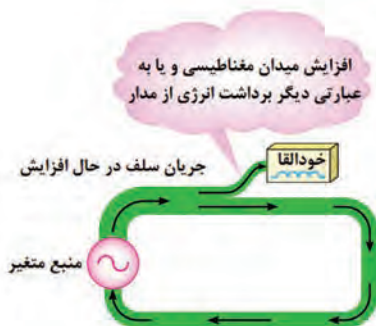 افزایش میدان مغناطیسی و یا به
عبارتی دیگر برداشت انرژی از مدار
جریان سلف در حال افزایش
خودالقا
منبع متغیر